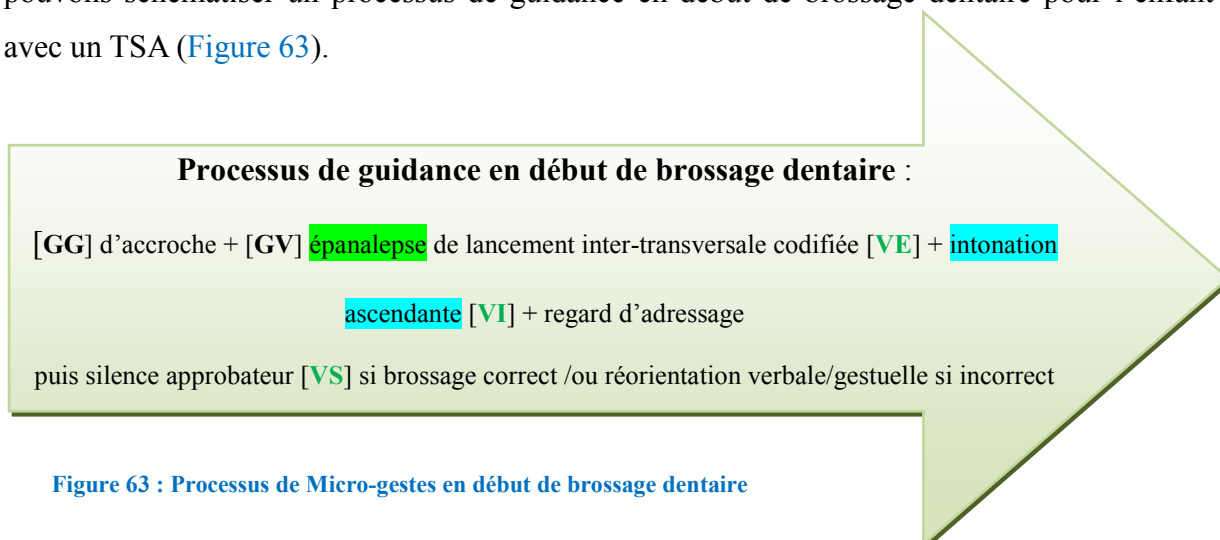 pouvons schématiser un processus de guidance en début de brossage dentaire pour l'enfant
avec un TSA (Figure 63).
Processus de guidance en début de brossage dentaire :
[GG] d'accroche + [GV] épanalepse de lancement inter-transversale codifiée [VE] + intonation
ascendante [VI] + regard d'adressage
puis silence approbateur [VS] si brossage correct /ou réorientation verbale/gestuelle si incorrect
Figure 63 : Processus de Micro-gestes en début de brossage dentaire